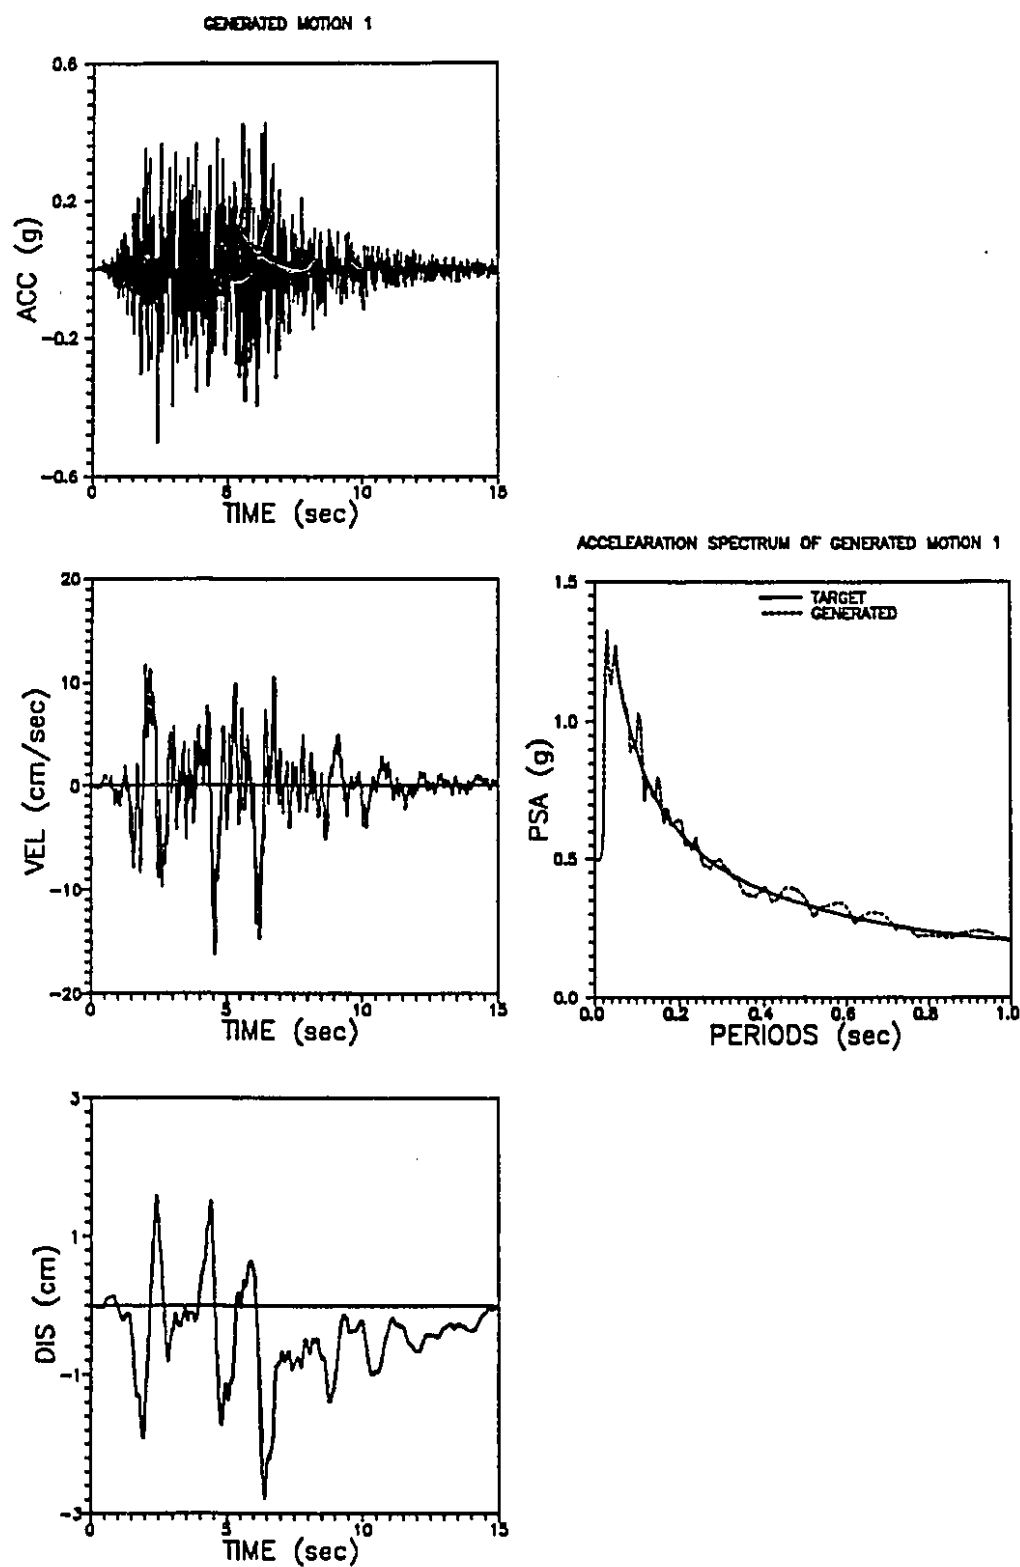 GENERATED MOTION 1
0.6
0.2
-0.2
-0.6
ACC (g)
0 5 10 15
TIME (sec)
20
10
0
-10
-20
VEL (cm/sec)
0 5 10 15
TIME (sec)
ACCELEARATION SPECTRUM OF GENERATED MOTION 1
1.5
1.0
0.5
0.0
PSA (g)
TARGET
GENERATED
0.0 0.2 0.4 0.6 0.8 1.0
PERIODS (sec)
3
1
-1
-3
DIS (cm)
0 5 10 15
TIME (sec)